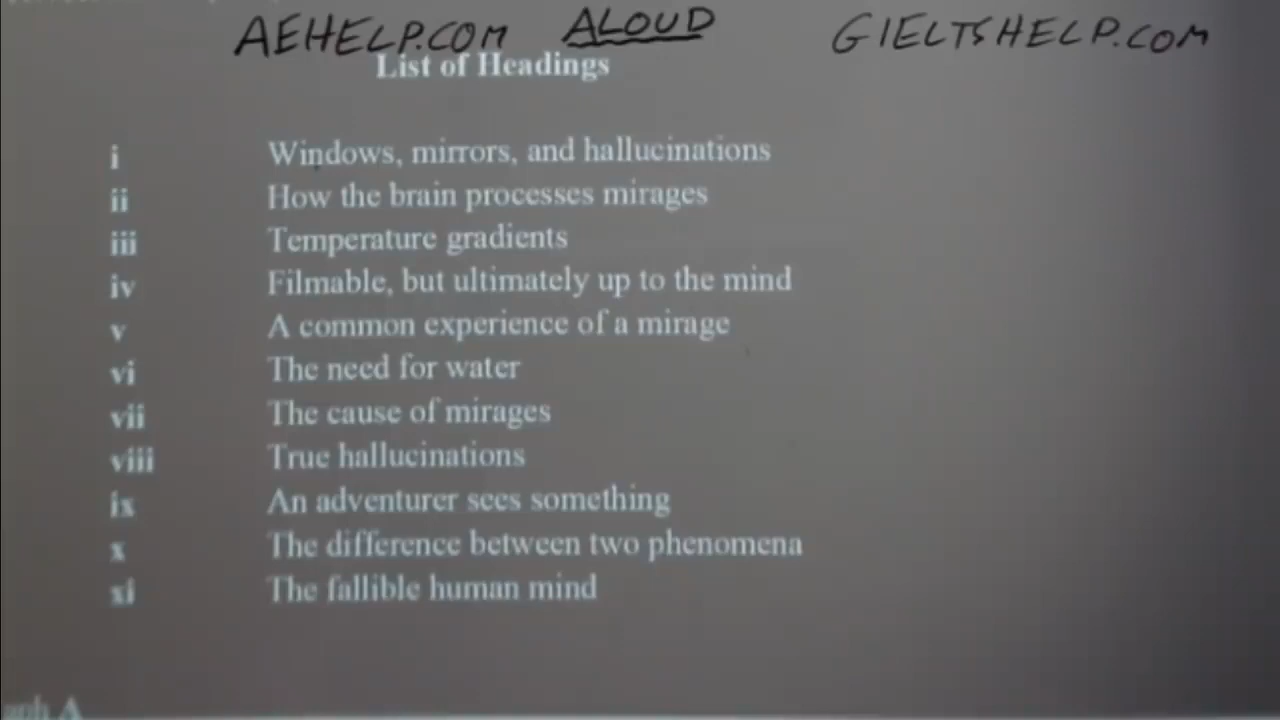 AEHELP.COM ALOUD GIELTSHELP.COM
List of Headings
i Windows, mirrors, and hallucinations
ii How the brain processes mirages
iii Temperature gradients
iv Filmable, but ultimately up to the mind
v A common experience of a mirage
vi The need for water
vii The cause of mirages
viii True hallucinations
ix An adventurer sees something
x The difference between two phenomena
xi The fallible human mind
A